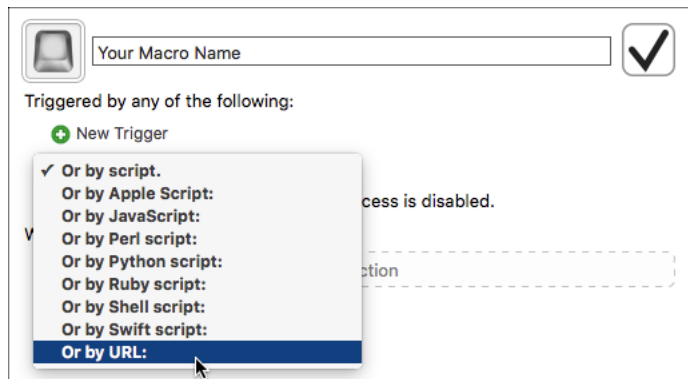 Your Macro Name
Triggered by any of the following:
New Trigger
✓ Or by script.
Or by Apple Script:
cess is disabled.
Or by JavaScript:
Or by Perl script:
W
Or by Python script:
ction
Or by Ruby script:
Or by Shell script:
Or by Swift script:
Or by URL: